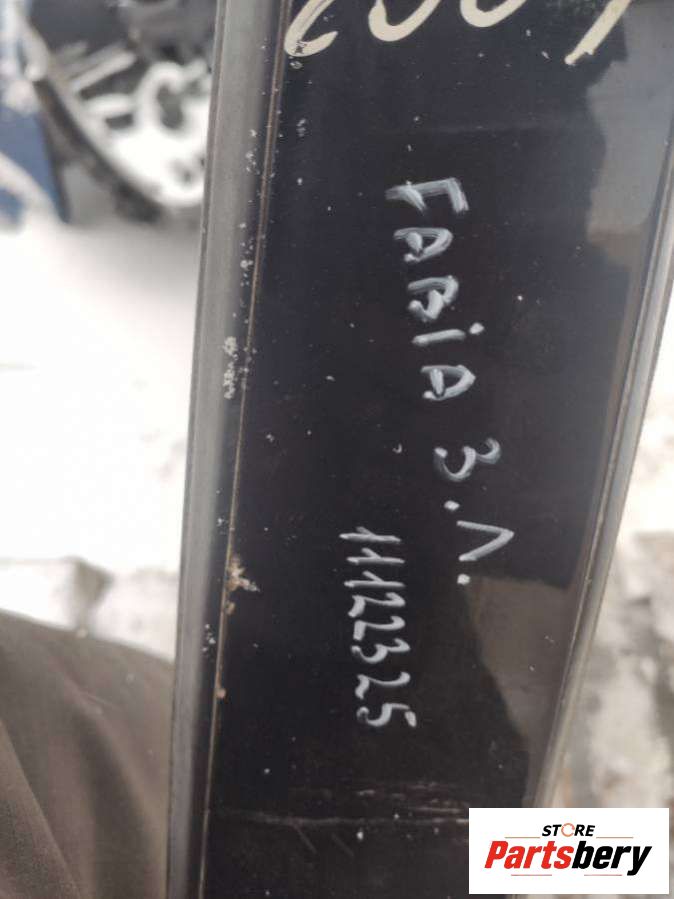 FABIA 3.Л.
11122325
STORE
Partsbery